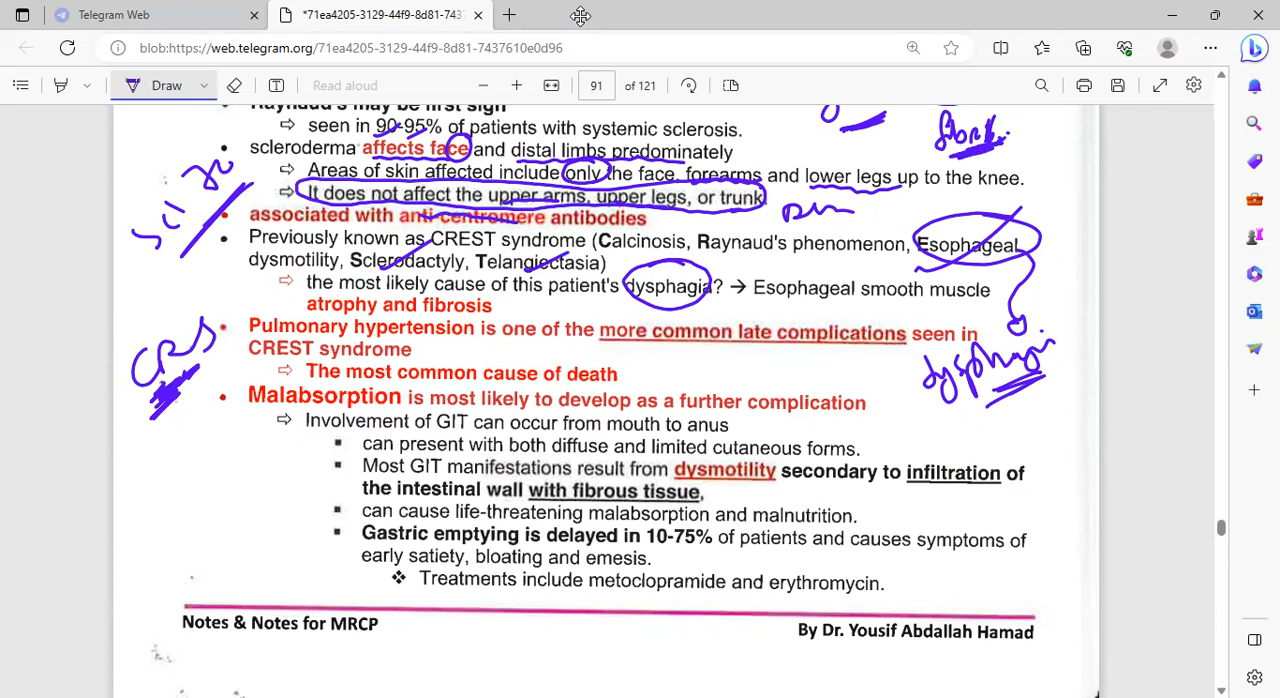 Telegram Web
*71ea4205-3129-44f9-8d81-7437
blob:https://web.telegram.org/71ea4205-3129-44f9-8d81-7437610e0d96
Draw
Read aloud
91 of 121
Raynaud's may be first sign
⇨ seen in 90-95% of patients with systemic sclerosis.
• scleroderma affects face and distal limbs predominately
⇨ Areas of skin affected include only the face, forearms and lower legs up to the knee.
⇨ It does not affect the upper arms, upper legs, or trunk
• associated with anti-centromere antibodies
• Previously known as CREST syndrome (Calcinosis, Raynaud's phenomenon, Esophageal
dysmotility, Sclerodactyly, Telangiectasia)
⇨ the most likely cause of this patient's dysphagia? → Esophageal smooth muscle
atrophy and fibrosis
• Pulmonary hypertension is one of the more common late complications seen in
CREST syndrome
⇨ The most common cause of death
• Malabsorption is most likely to develop as a further complication
⇨ Involvement of GIT can occur from mouth to anus
▪ can present with both diffuse and limited cutaneous forms.
▪ Most GIT manifestations result from dysmotility secondary to infiltration of
the intestinal wall with fibrous tissue,
▪ can cause life-threatening malabsorption and malnutrition.
▪ Gastric emptying is delayed in 10-75% of patients and causes symptoms of
early satiety, bloating and emesis.
❖ Treatments include metoclopramide and erythromycin.
Notes & Notes for MRCP
By Dr. Yousif Abdallah Hamad